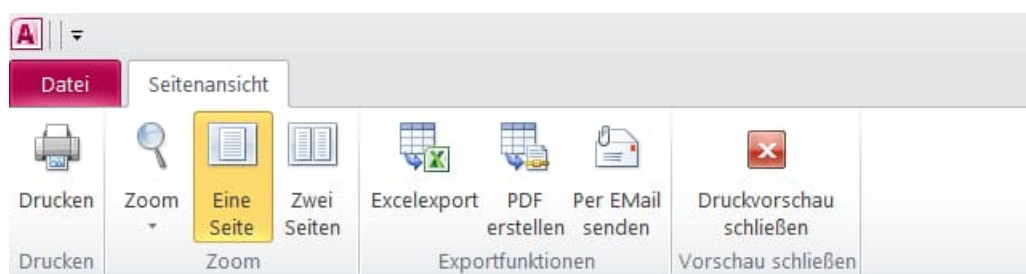 A
Datei Seitenansicht
Drucken Zoom Eine Seite Zwei Seiten Excelexport PDF erstellen Per EMail senden Druckvorschau schließen
Drucken Zoom Exportfunktionen Vorschau schließen